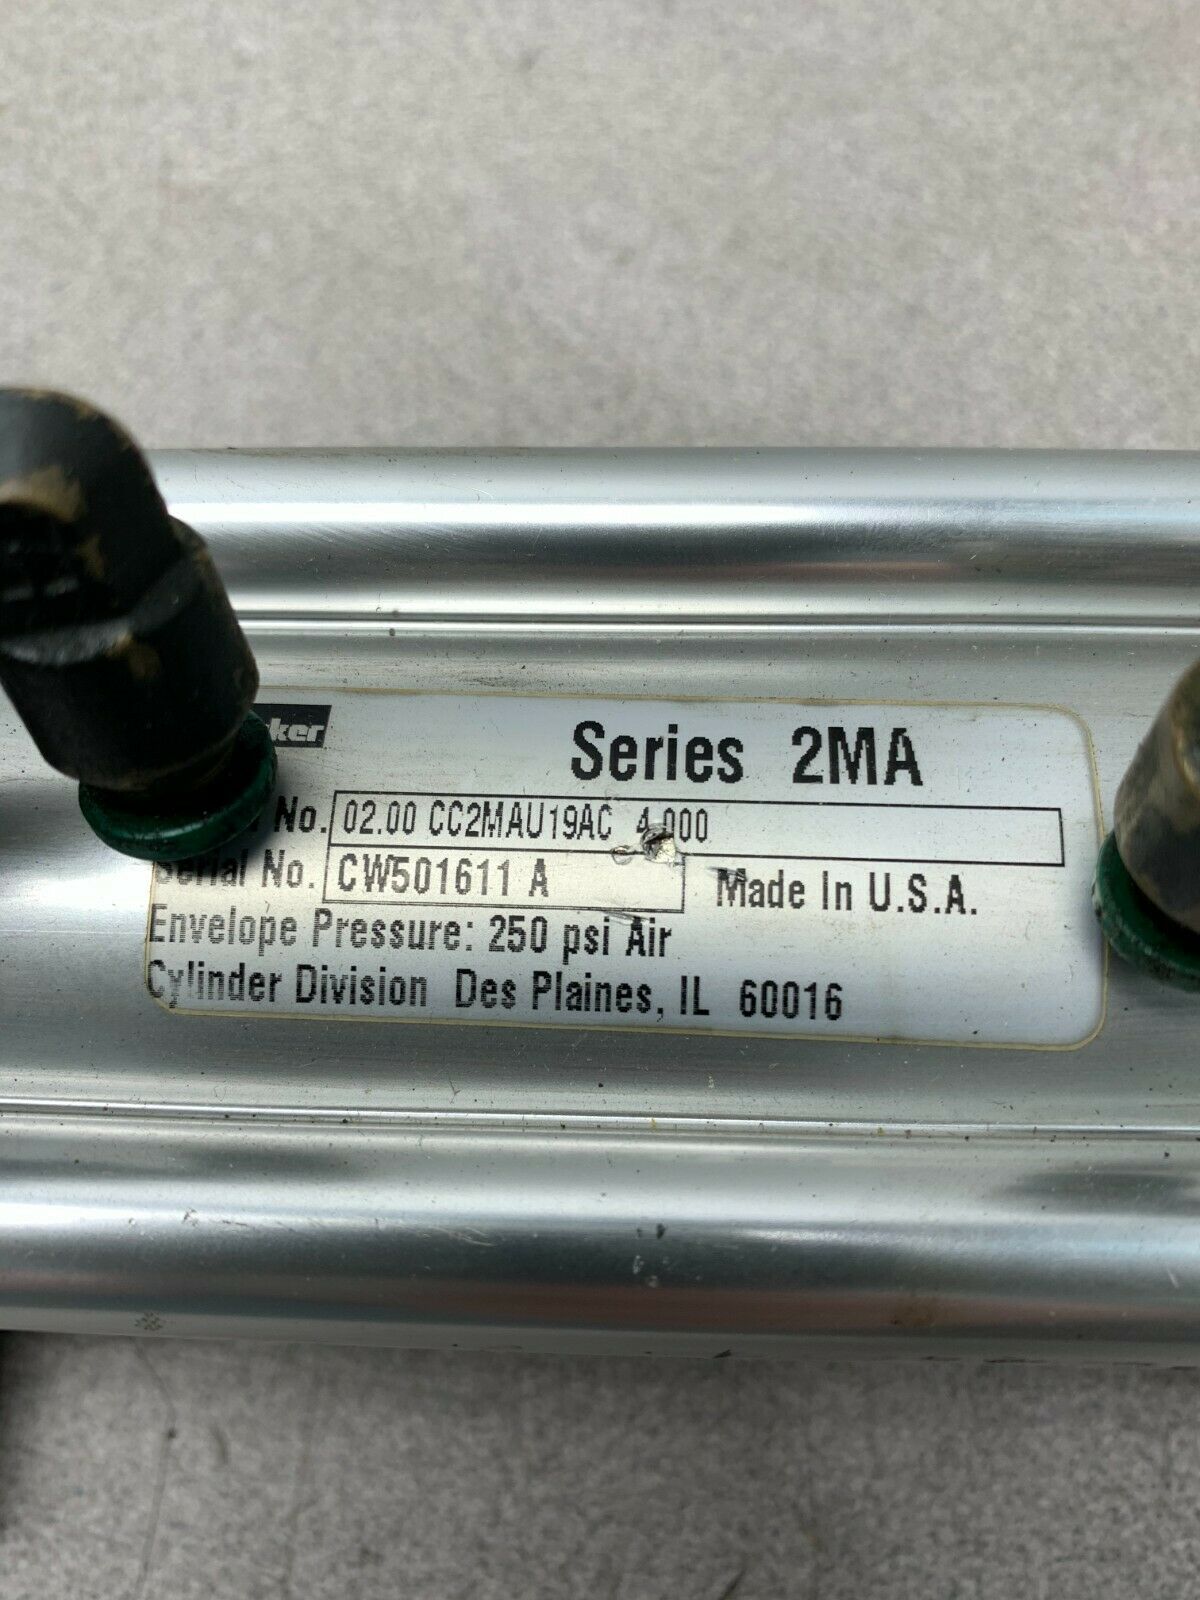 ker
Series 2MA
No. 02.00 CC2MAU19AC 4.000
Serial No. CW501611 A
Made In U.S.A.
Envelope Pressure: 250 psi Air
Cylinder Division Des Plaines, IL 60016